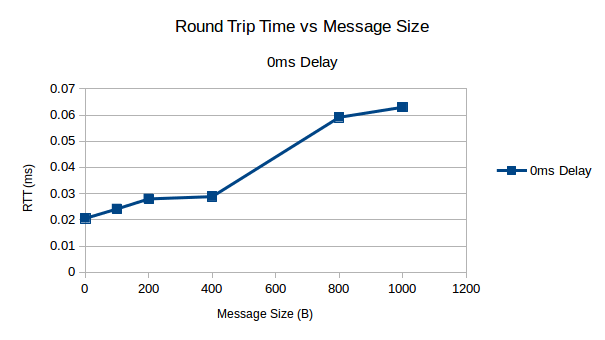 Round Trip Time vs Message Size
0ms Delay
0.07
0.06
0.05
0.04
0.03
0.02
0.01
0
RTT (ms)
0ms Delay
0 200 400 600 800 1000 1200
Message Size (B)